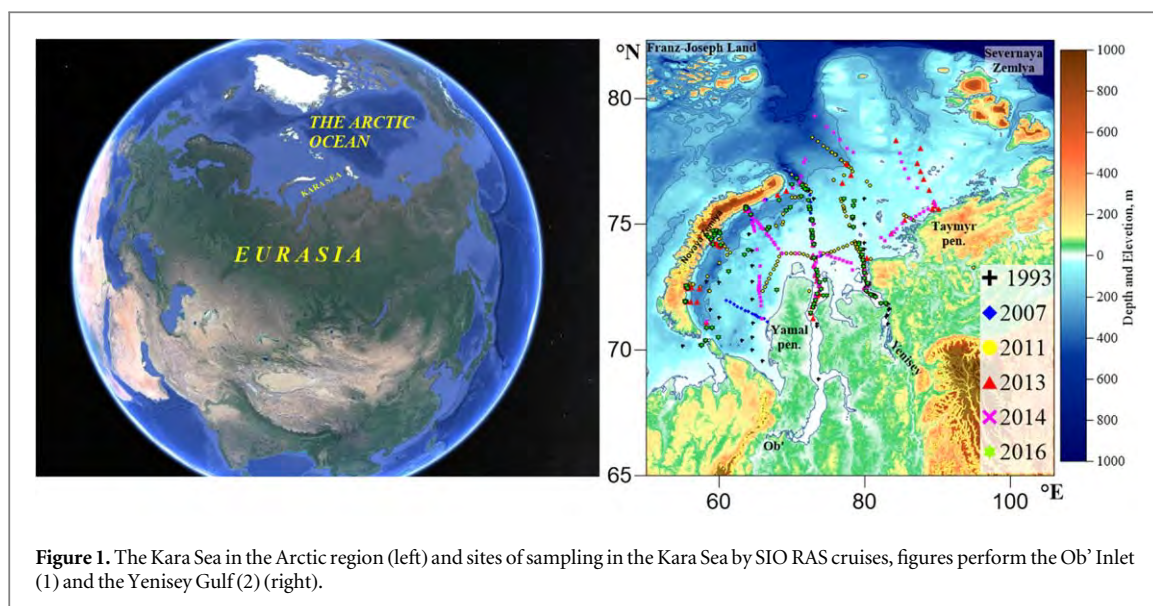 THE ARCTIC
OCEAN
KARA SEA
EURASIA
°N
80
75
70
65
60
80
100
°E
Franz-Joseph Land
Severnaya
Zemlya
Novaya Zemlya
Taymyr
pen.
Yamal
pen.
Yenisey
Ob'
1993
2007
2011
2013
2014
2016
1000
800
600
400
200
0
200
400
600
800
1000
Depth and Elevetion, m
Figure 1. The Kara Sea in the Arctic region (left) and sites of sampling in the Kara Sea by SIO RAS cruises, figures perform the Ob' Inlet
(1) and the Yenisey Gulf (2) (right).